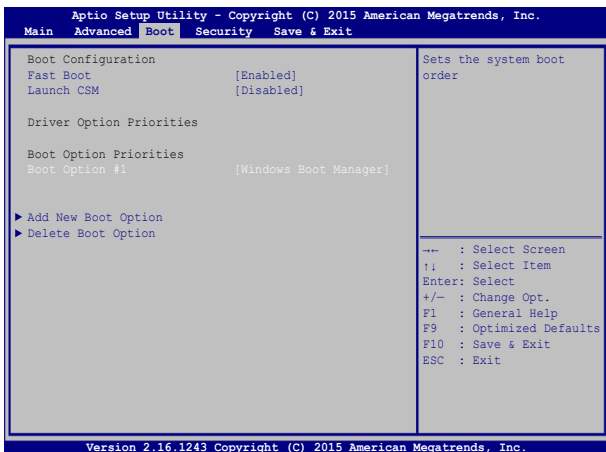 Aptio Setup Utility - Copyright (C) 2015 American Megatrends, Inc.
Main Advanced Boot Security Save & Exit
Boot Configuration
Fast Boot [Enabled]
Launch CSM [Disabled]
Driver Option Priorities
Boot Option Priorities
Boot Option #1 [Windows Boot Manager]
▶ Add New Boot Option
▶ Delete Boot Option
Sets the system boot
order
→← : Select Screen
↑↓ : Select Item
Enter: Select
+/— : Change Opt.
F1 : General Help
F9 : Optimized Defaults
F10 : Save & Exit
ESC : Exit
Version 2.16.1243 Copyright (C) 2015 American Megatrends, Inc.